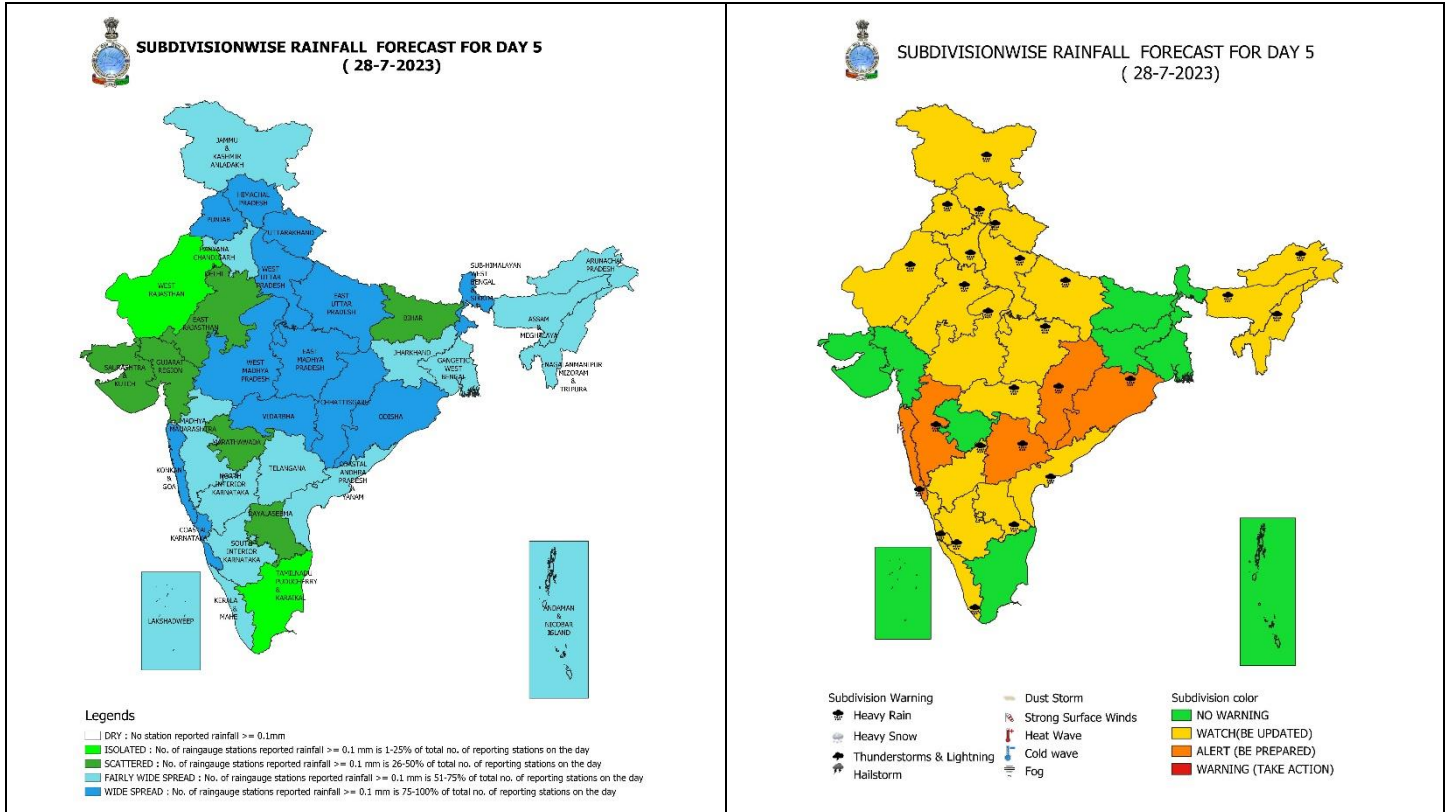 SUBDIVISIONWISE RAINFALL FORECAST FOR DAY 5
( 28-7-2023)
JAMMU
&
KASHMIR
ANLADAKH
HIMACHAL
PRADESH
PUNJAB
UTTARAKHAND
CHANDIGARH
&
DELHI
WEST
UTTAR
PRADESH
WEST
RAJASTHAN
EAST
RAJASTHAN
EAST
UTTAR
PRADESH
SUB-HIMALAYAN
WEST
BENGAL
&
ARUNACHAL
PRADESH
ASSAM
&
MEGHALAYA
NAGALANMANIPUR
MIZORAM
&
TRIPURA
BIHAR
JHARKHAND
GANGETIC
WEST
BENGAL
SAURASHTRA
&
KUTCH
GUJARAT
REGION
WEST
MADHYA
PRADESH
EAST
MADHYA
PRADESH
CHHATTISGARH
ODISHA
VIDARBHA
MADHYA
MAHARASHTRA
MARATHAWADA
KONKAN
&
GOA
NORTH
INTERIOR
KARNATAKA
TELANGANA
COASTAL
ANDHRA
PRADESH
&
YANAM
RAYALASEEMA
COASTAL
KARNATAKA
SOUTH
INTERIOR
KARNATAKA
TAMILNADU
PUDUCHERRY
&
KARAIKAL
KERALA
&
MAHE
LAKSHADWEEP
ANDAMAN
&
NICOBAR
ISLAND
Legends
DRY : No station reported rainfall >= 0.1mm
ISOLATED : No. of raingauge stations reported rainfall >= 0.1 mm is 1-25% of total no. of reporting stations on the day
SCATTERED : No. of raingauge stations reported rainfall >= 0.1 mm is 26-50% of total no. of reporting stations on the day
FAIRLY WIDE SPREAD : No. of raingauge stations reported rainfall >= 0.1 mm is 51-75% of total no. of reporting stations on the day
WIDE SPREAD : No. of raingauge stations reported rainfall >= 0.1 mm is 75-100% of total no. of reporting stations on the day
SUBDIVISIONWISE RAINFALL FORECAST FOR DAY 5
( 28-7-2023)
Subdivision Warning
Heavy Rain
Heavy Snow
Thunderstorms & Lightning
Hailstorm
Dust Storm
Strong Surface Winds
Heat Wave
Cold wave
Fog
Subdivision color
NO WARNING
WATCH(BE UPDATED)
ALERT (BE PREPARED)
WARNING (TAKE ACTION)